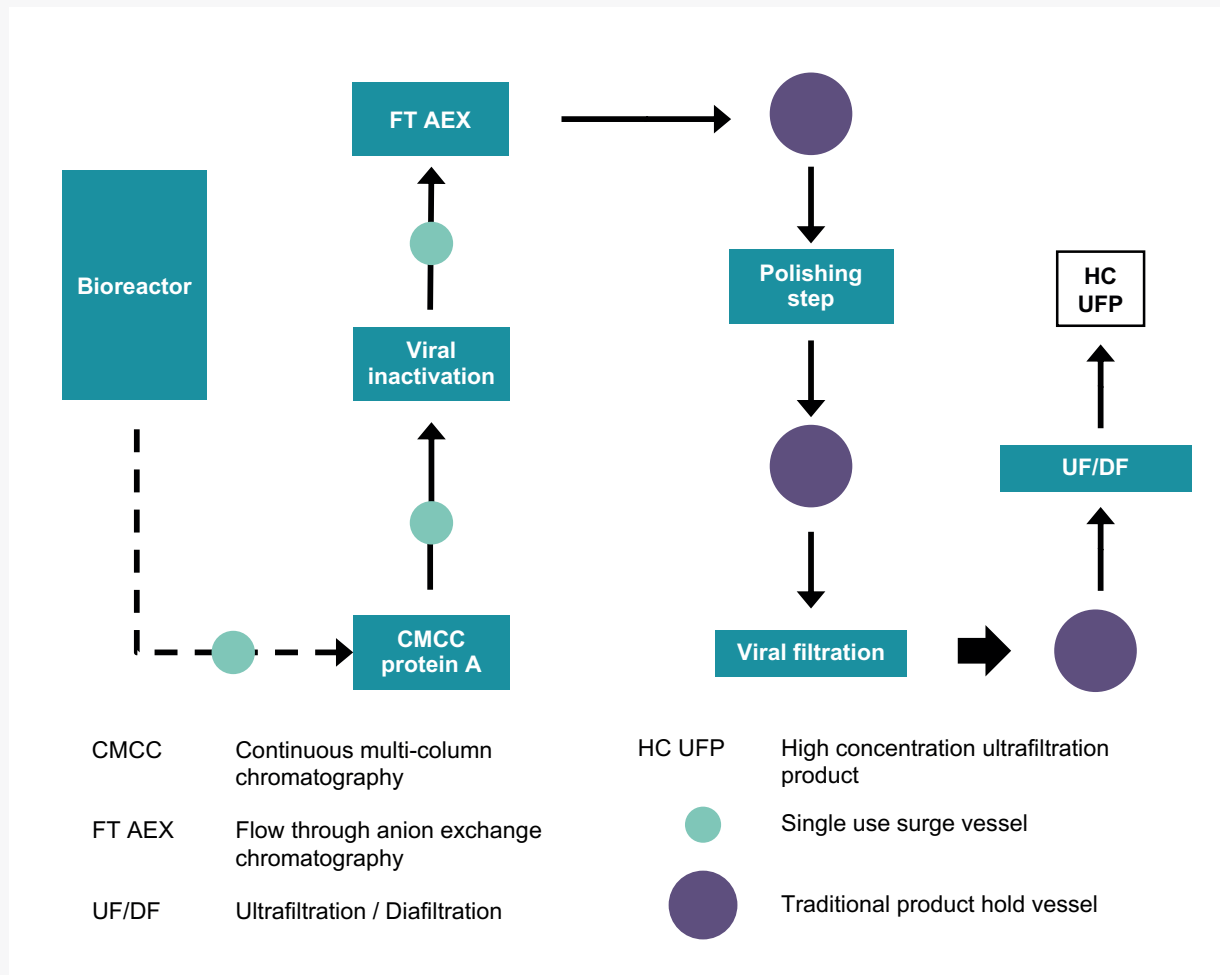 FT AEX
Bioreactor
Viral
inactivation
CMCC
protein A
Polishing
step
Viral filtration
HC
UFP
UF/DF
CMCC Continuous multi-column
chromatography
FT AEX Flow through anion exchange
chromatography
UF/DF Ultrafiltration / Diafiltration
HC UFP High concentration ultrafiltration
product
Single use surge vessel
Traditional product hold vessel